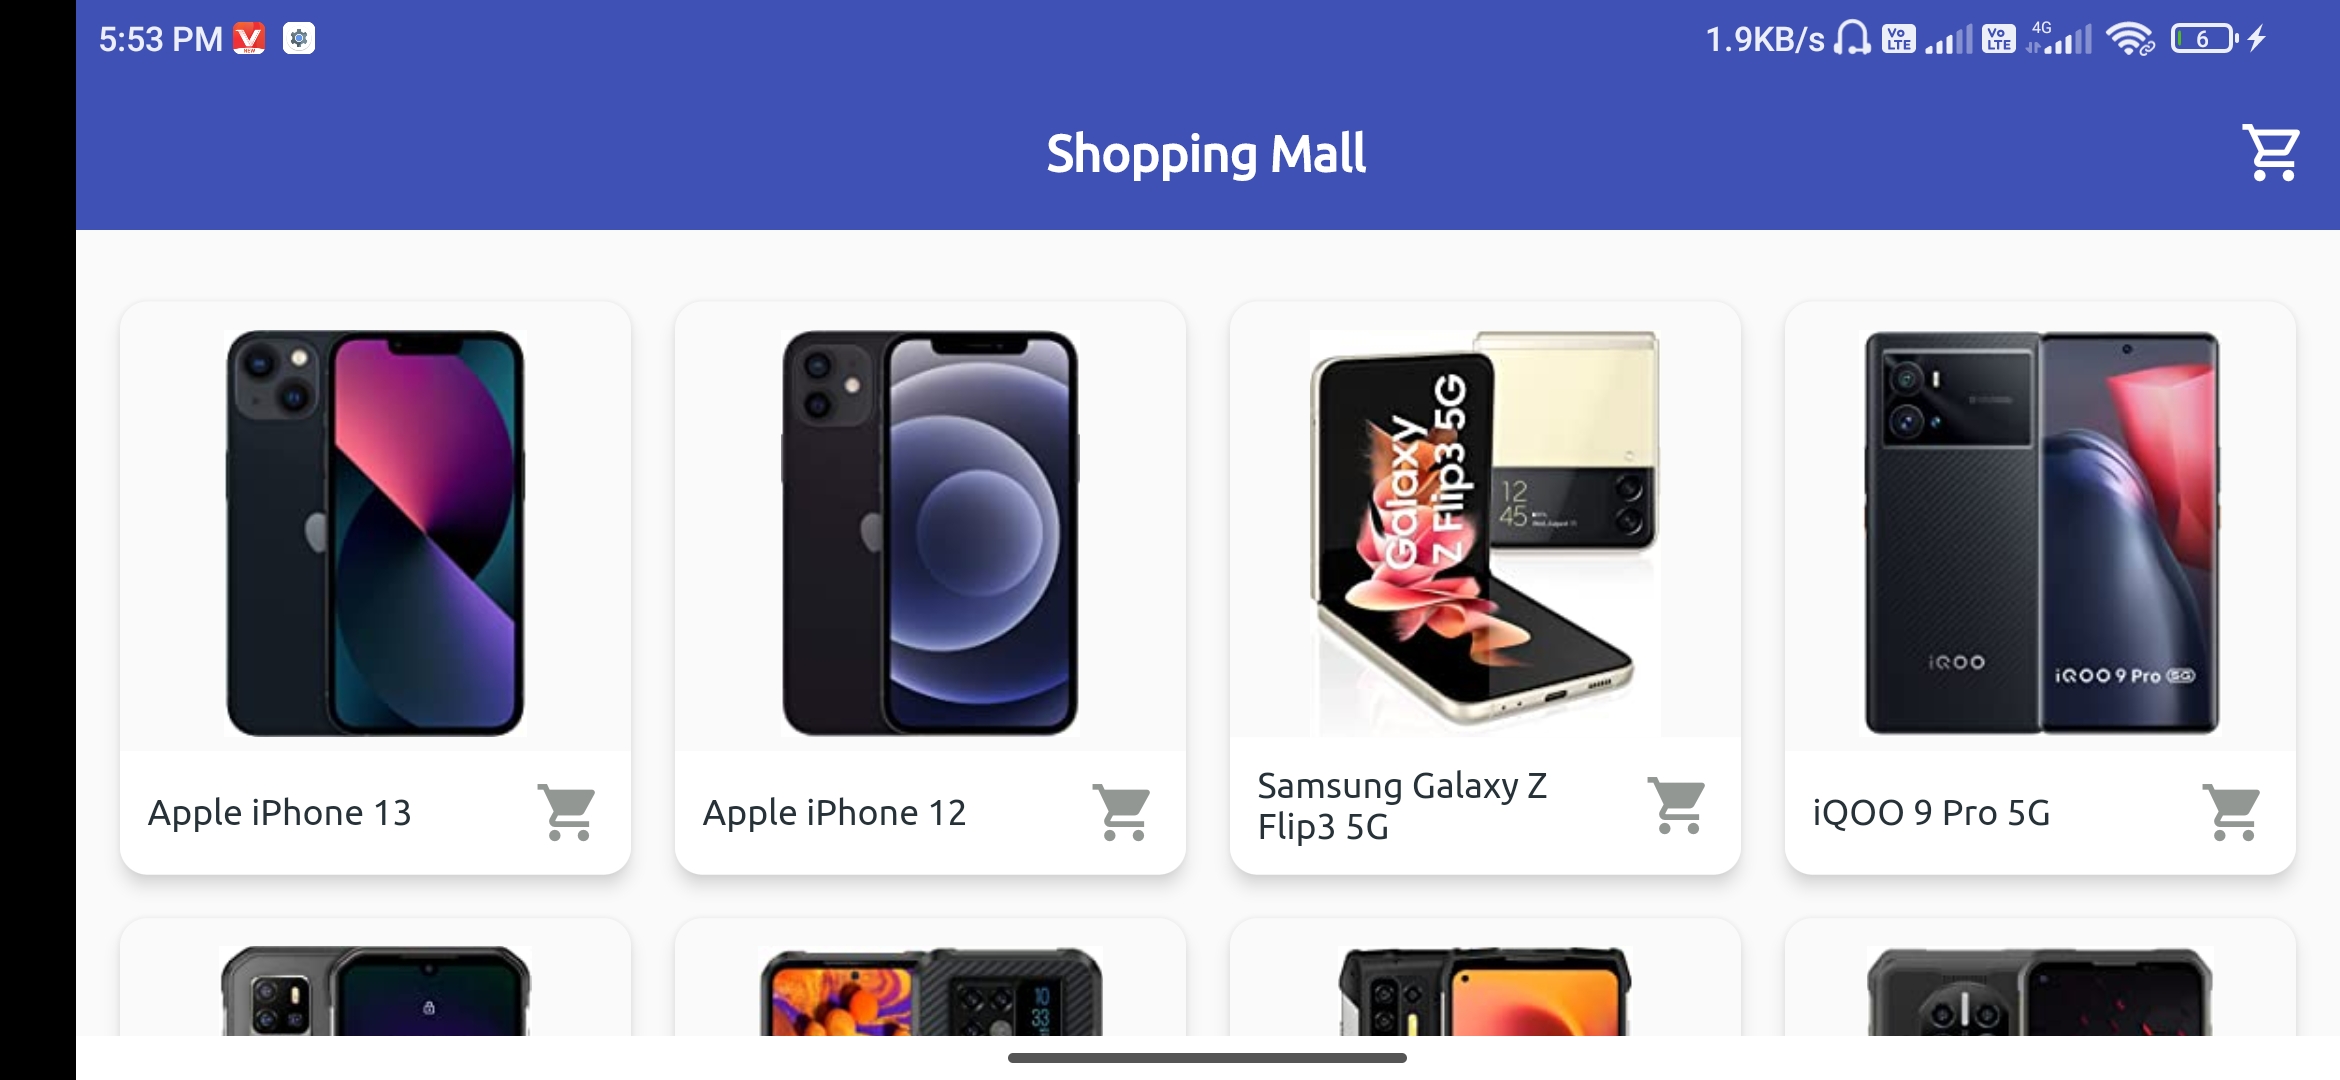 5:53 PM
1.9KB/s
Vo LTE
Vo LTE
4G
6
Shopping Mall
Galaxy
Z Flip3 5G
12
45
iQOO
iQOO 9 Pro 5G
Apple iPhone 13
Apple iPhone 12
Samsung Galaxy Z
Flip3 5G
iQOO 9 Pro 5G
10
33